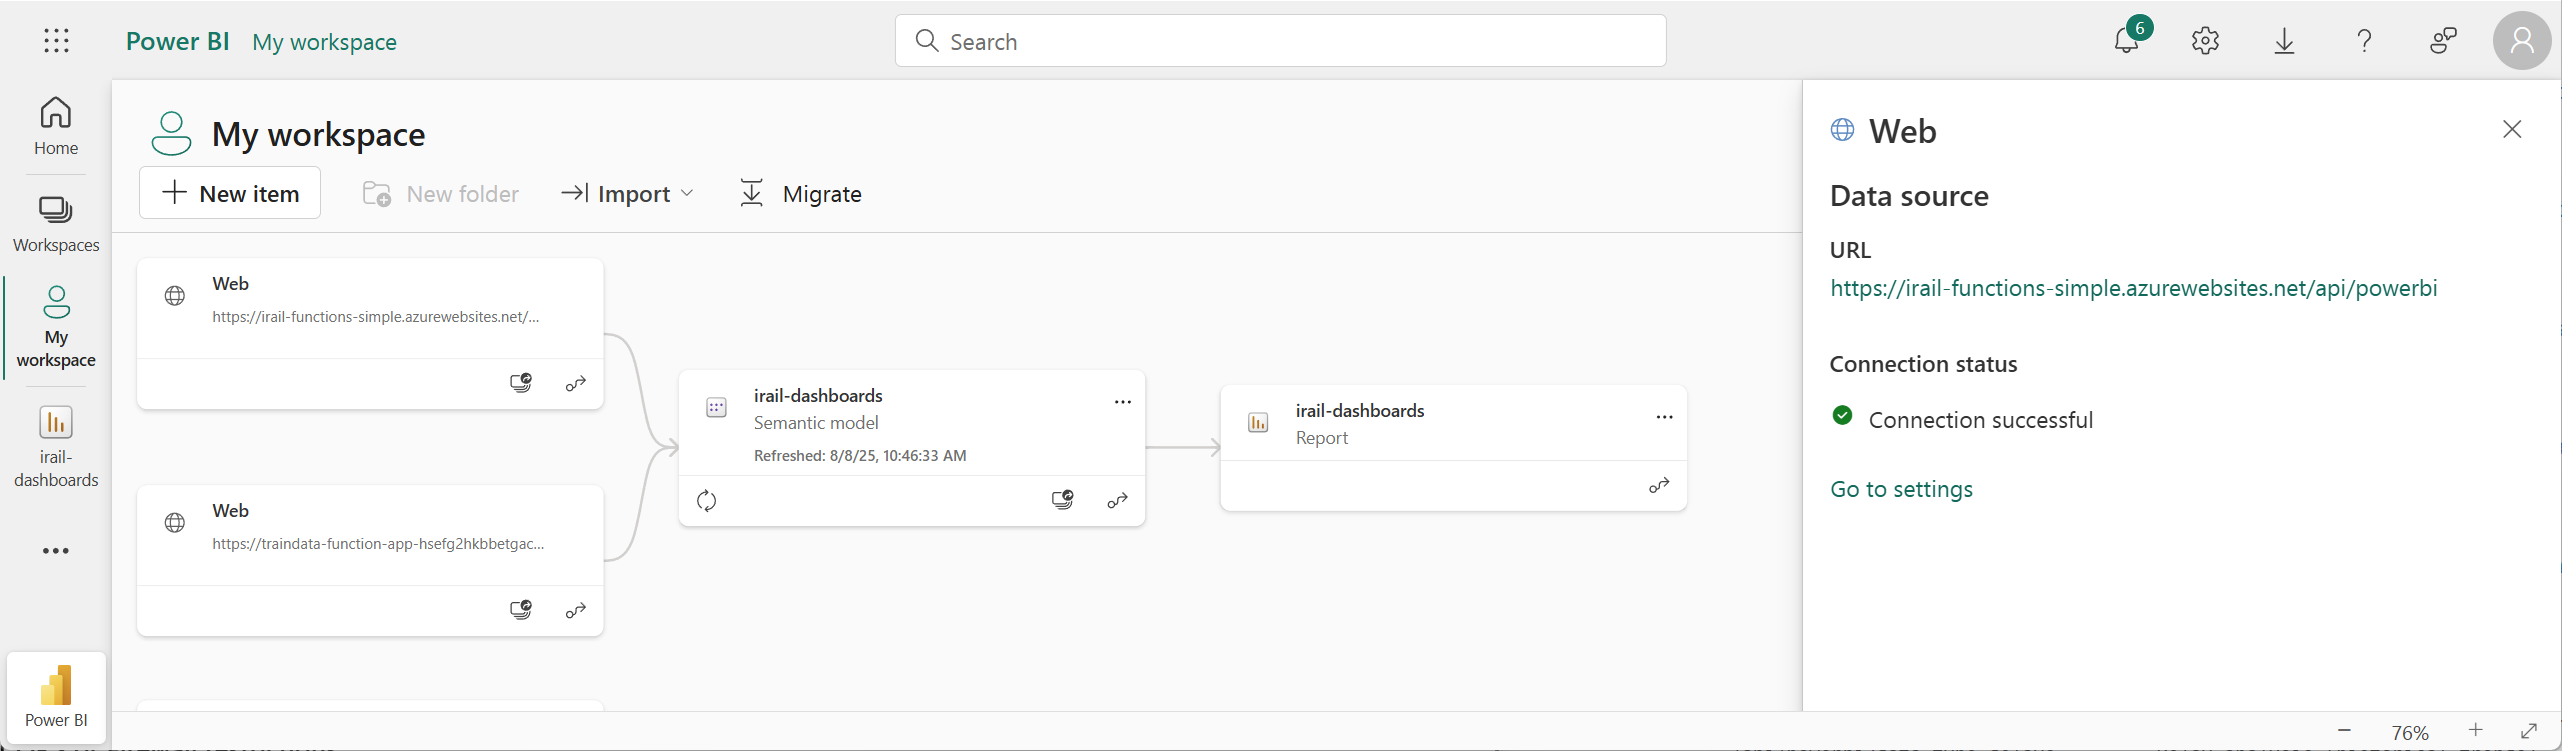 Power BI My workspace
Search
6
Home
Workspaces
My
workspace
irail-
dashboards
Power BI
My workspace
New item
New folder
Import
Migrate
Web
https://irail-functions-simple.azurewebsites.net/...
Web
https://traindata-function-app-hsefg2hkbbetgac...
irail-dashboards
Semantic model
Refreshed: 8/8/25, 10:46:33 AM
irail-dashboards
Report
Web
Data source
URL
https://irail-functions-simple.azurewebsites.net/api/powerbi
Connection status
Connection successful
Go to settings
76%